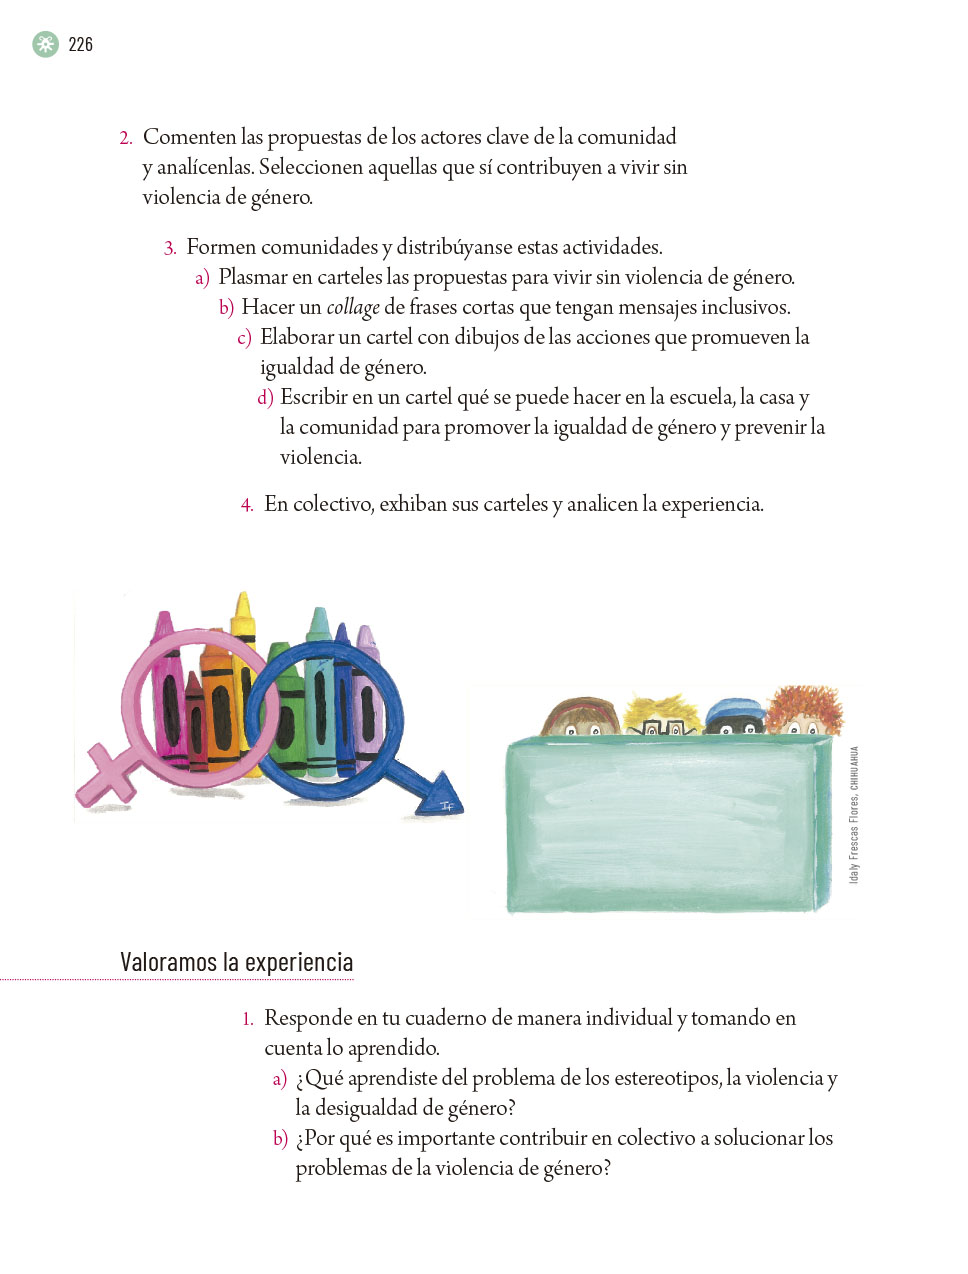 226
2. Comenten las propuestas de los actores clave de la comunidad
y analícenlas. Seleccionen aquellas que sí contribuyen a vivir sin
violencia de género.
3. Formen comunidades y distribúyanse estas actividades.
a) Plasmar en carteles las propuestas para vivir sin violencia de género.
b) Hacer un collage de frases cortas que tengan mensajes inclusivos.
c) Elaborar un cartel con dibujos de las acciones que promueven la
igualdad de género.
d) Escribir en un cartel qué se puede hacer en la escuela, la casa y
la comunidad para promover la igualdad de género y prevenir la
violencia.
4. En colectivo, exhiban sus carteles y analicen la experiencia.
IF
Idaly Frescas Flores, CHIHUAHUA
Valoramos la experiencia
1. Responde en tu cuaderno de manera individual y tomando en
cuenta lo aprendido.
a) ¿Qué aprendiste del problema de los estereotipos, la violencia y
la desigualdad de género?
b) ¿Por qué es importante contribuir en colectivo a solucionar los
problemas de la violencia de género?